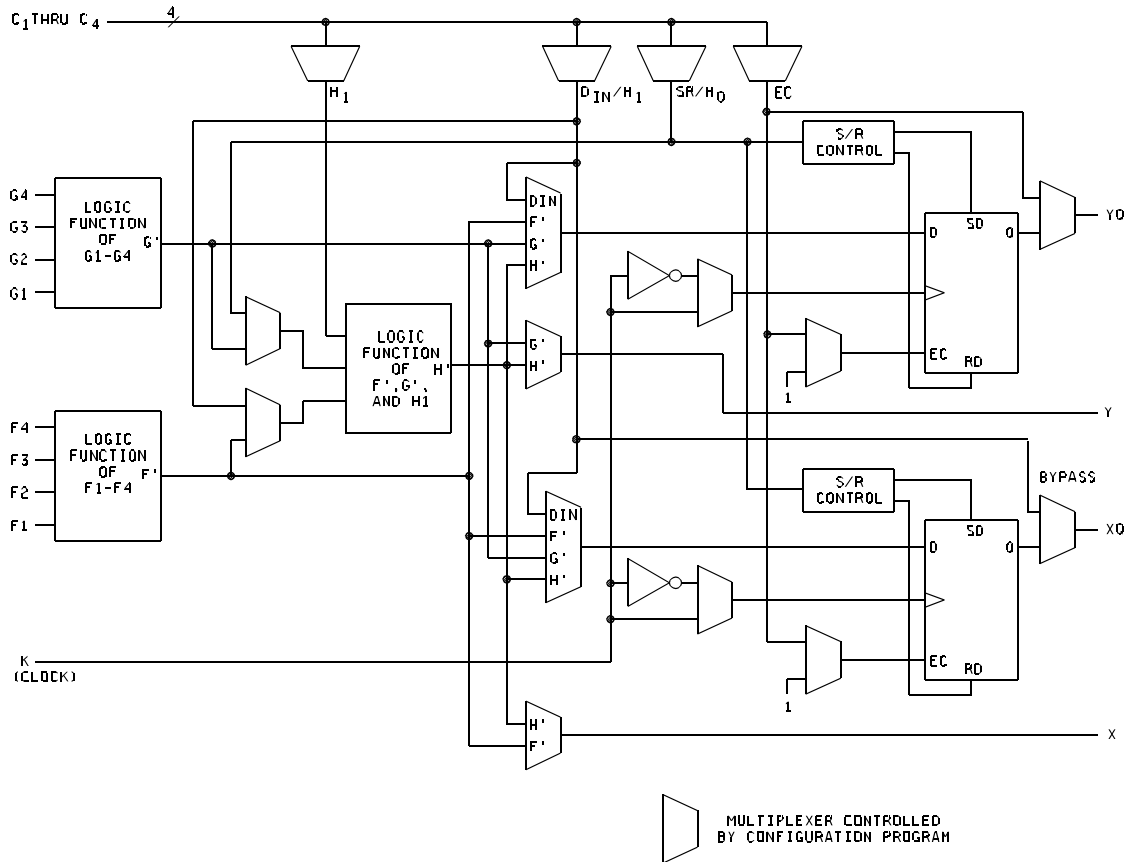 C1 THRU C4
4
H1
DIN/H1
SR/H0
EC
S/R
CONTROL
G4
G3
G2
G1
LOGIC
FUNCTION
OF
G1-G4
G'
DIN
F'
G'
H'
SD
D
Q
EC
RD
YQ
1
LOGIC
FUNCTION
OF
F',G',
AND H1
H'
G'
H'
Y
F4
F3
F2
F1
LOGIC
FUNCTION
OF
F1-F4
F'
S/R
CONTROL
BYPASS
DIN
F'
G'
H'
SD
D
Q
EC
RD
XQ
1
K
(CLOCK)
H'
F'
X
MULTIPLEXER CONTROLLED
BY CONFIGURATION PROGRAM